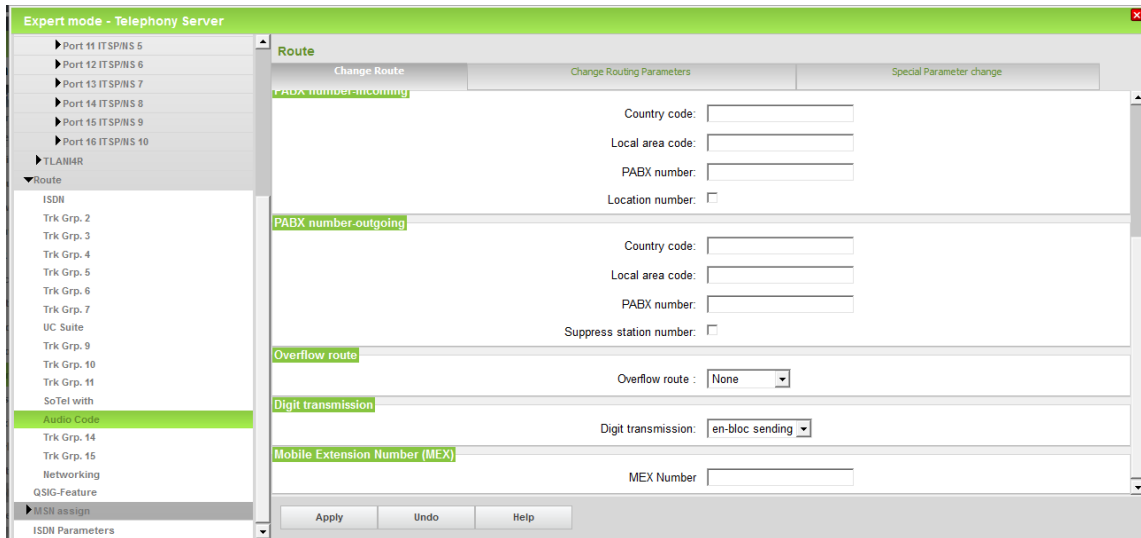 Expert mode - Telephony Server
Port 11 ITSP/NS 5
Port 12 ITSP/NS 6
Port 13 ITSP/NS 7
Port 14 ITSP/NS 8
Port 15 ITSP/NS 9
Port 16 ITSP/NS 10
TLANI4R
Route
ISDN
Trk Grp. 2
Trk Grp. 3
Trk Grp. 4
Trk Grp. 5
Trk Grp. 6
Trk Grp. 7
UC Suite
Trk Grp. 9
Trk Grp. 10
Trk Grp. 11
SoTel with
Audio Code
Trk Grp. 14
Trk Grp. 15
Networking
QSIG-Feature
MSN assign
ISDN Parameters
Route
Change Route
Change Routing Parameters
Special Parameter change
PABX number-incoming
Country code:
Local area code:
PABX number:
Location number:
PABX number-outgoing
Country code:
Local area code:
PABX number:
Suppress station number:
Overflow route
Overflow route : None
Digit transmission
Digit transmission: en-bloc sending
Mobile Extension Number (MEX)
MEX Number
Apply
Undo
Help